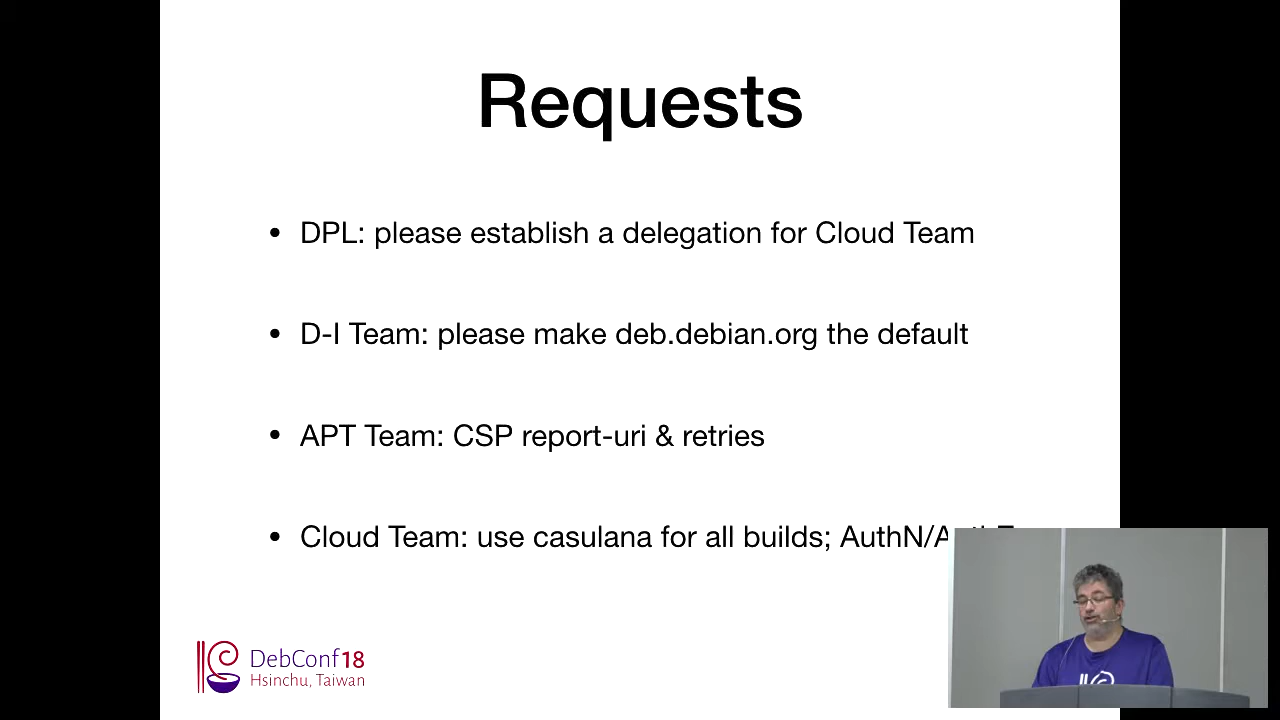 Requests
• DPL: please establish a delegation for Cloud Team
• D-I Team: please make deb.debian.org the default
• APT Team: CSP report-uri & retries
• Cloud Team: use casulana for all builds;
DebConf18
Hsinchu, Taiwan